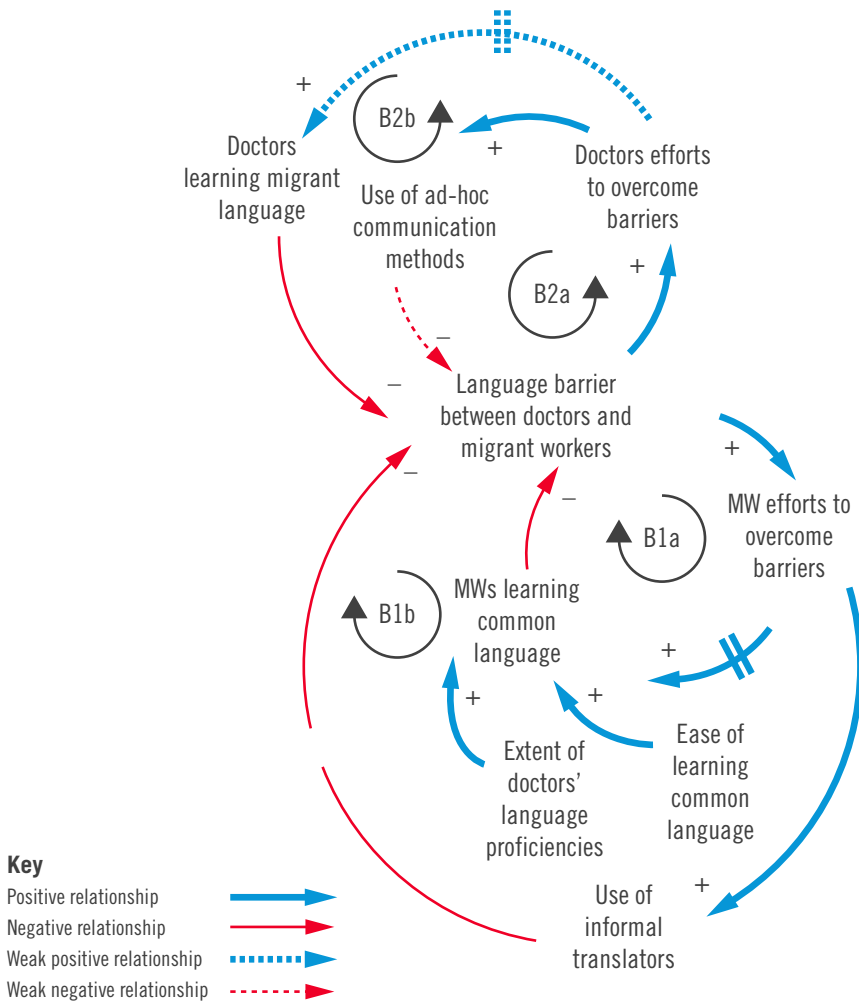 +
B2b
+
Doctors
learning migrant
language
Use of ad-hoc
communication
methods
Doctors efforts
to overcome
barriers
+
B2a
–
–
Language barrier
between doctors and
migrant workers
+
–
–
MW efforts to
overcome
barriers
B1a
B1b
MWs learning
common
language
+
+
+
Extent of
doctors’
language
proficiencies
Ease of
learning
common
language
+
Use of
informal
translators
Key
Positive relationship
Negative relationship
Weak positive relationship
Weak negative relationship